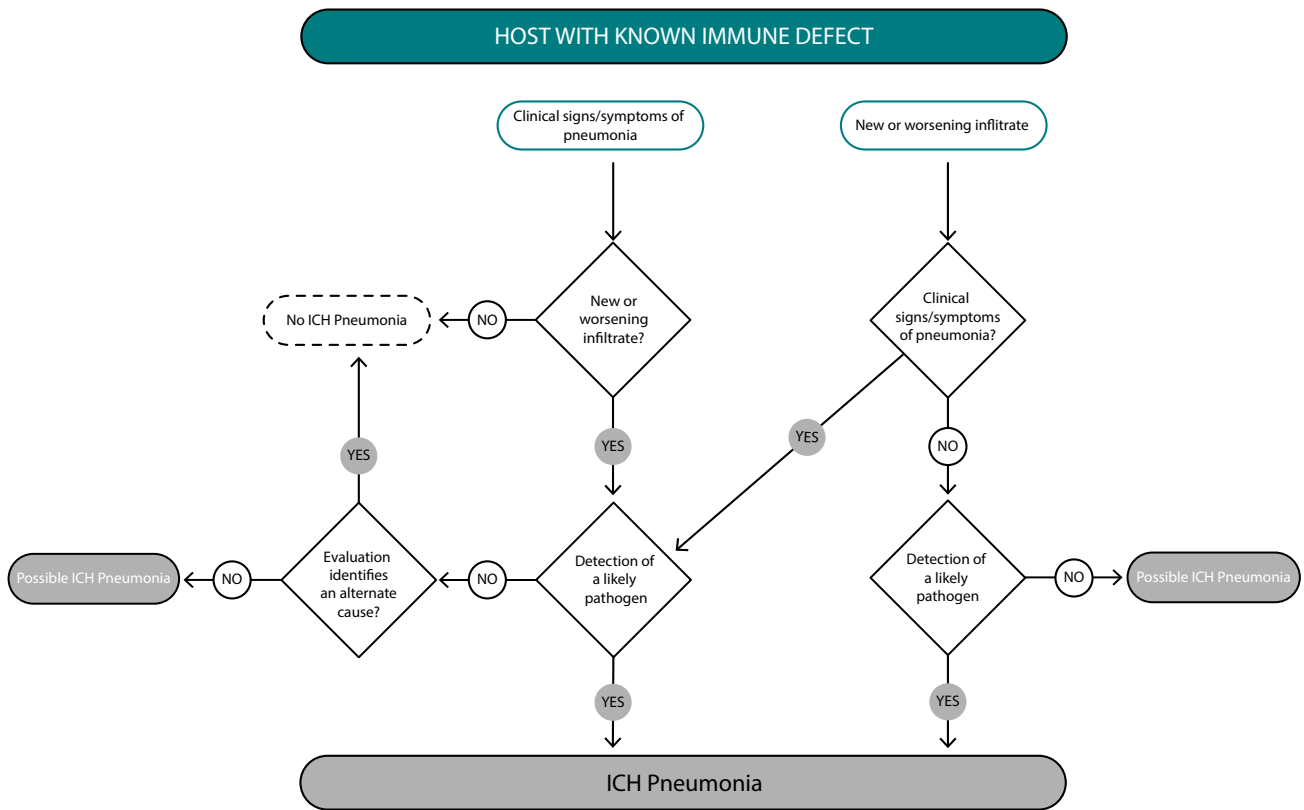 HOST WITH KNOWN IMMUNE DEFECT
Clinical signs/symptoms of
pneumonia
New or worsening inflitrate
New or
worsening
infiltrate?
NO
No ICH Pneumonia
Clinical
signs/symptoms
of pneumonia?
YES
YES
YES
NO
Possible ICH Pneumonia
NO
Evaluation
identifies
an alternate
cause?
NO
Detection of
a likely
pathogen
Detection of
a likely
pathogen
NO
Possible ICH Pneumonia
YES
YES
ICH Pneumonia